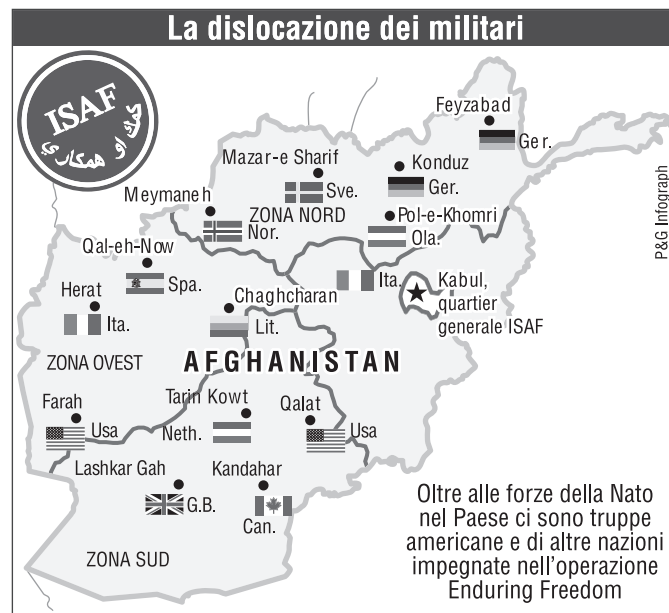 La dislocazione dei militari
ISAF
كمك او همكاري
Feyzabad
Ger.
Mazar-e Sharif
Sve.
Konduz
Ger.
Meymaneh
Nor.
ZONA NORD
Pol-e-Khomri
Ola.
P&G Infograph
Qal-eh-Now
Spa.
Herat
Ita.
Chaghcharan
Lit.
Ita.
Kabul,
quartier
generale ISAF
ZONA OVEST
AFGHANISTAN
Farah
Usa
Tarin Kowt
Neth.
Qalat
Usa
Lashkar Gah
G.B.
Kandahar
Can.
ZONA SUD
Oltre alle forze della Nato
nel Paese ci sono truppe
americane e di altre nazioni
impegnate nell'operazione
Enduring Freedom